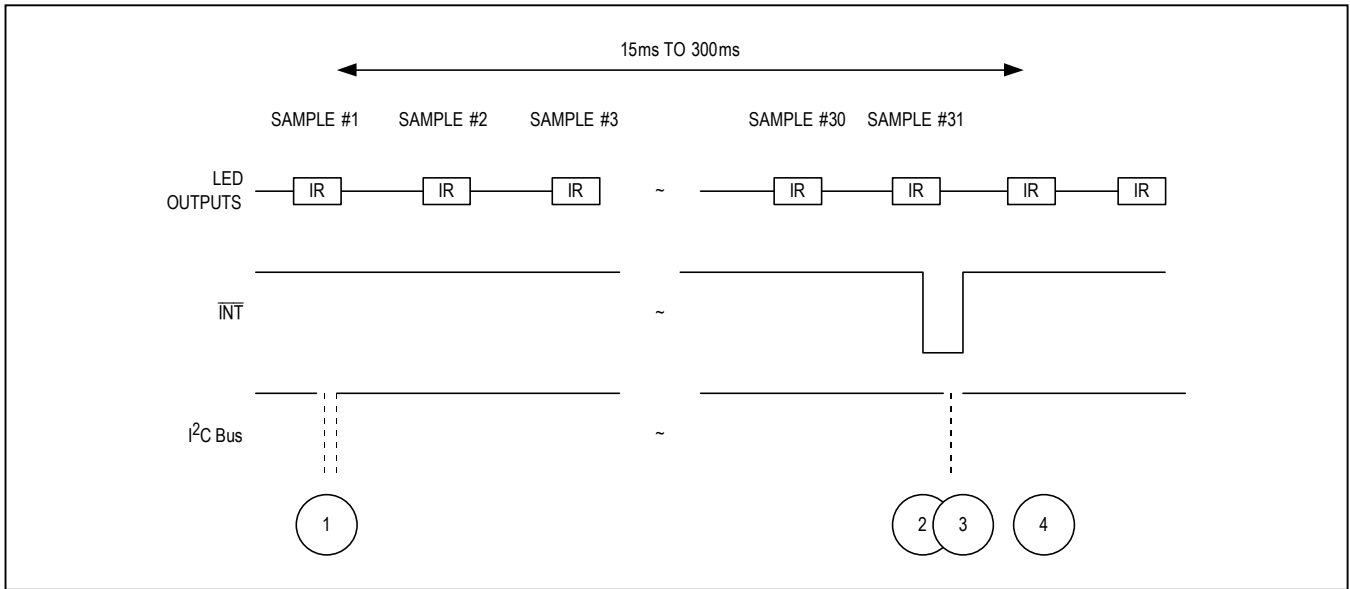 15ms TO 300ms
SAMPLE #1 SAMPLE #2 SAMPLE #3 SAMPLE #30 SAMPLE #31
LED
OUTPUTS
IR IR IR ~ IR IR IR IR
INT
~
I²C Bus
~
1 2 3 4